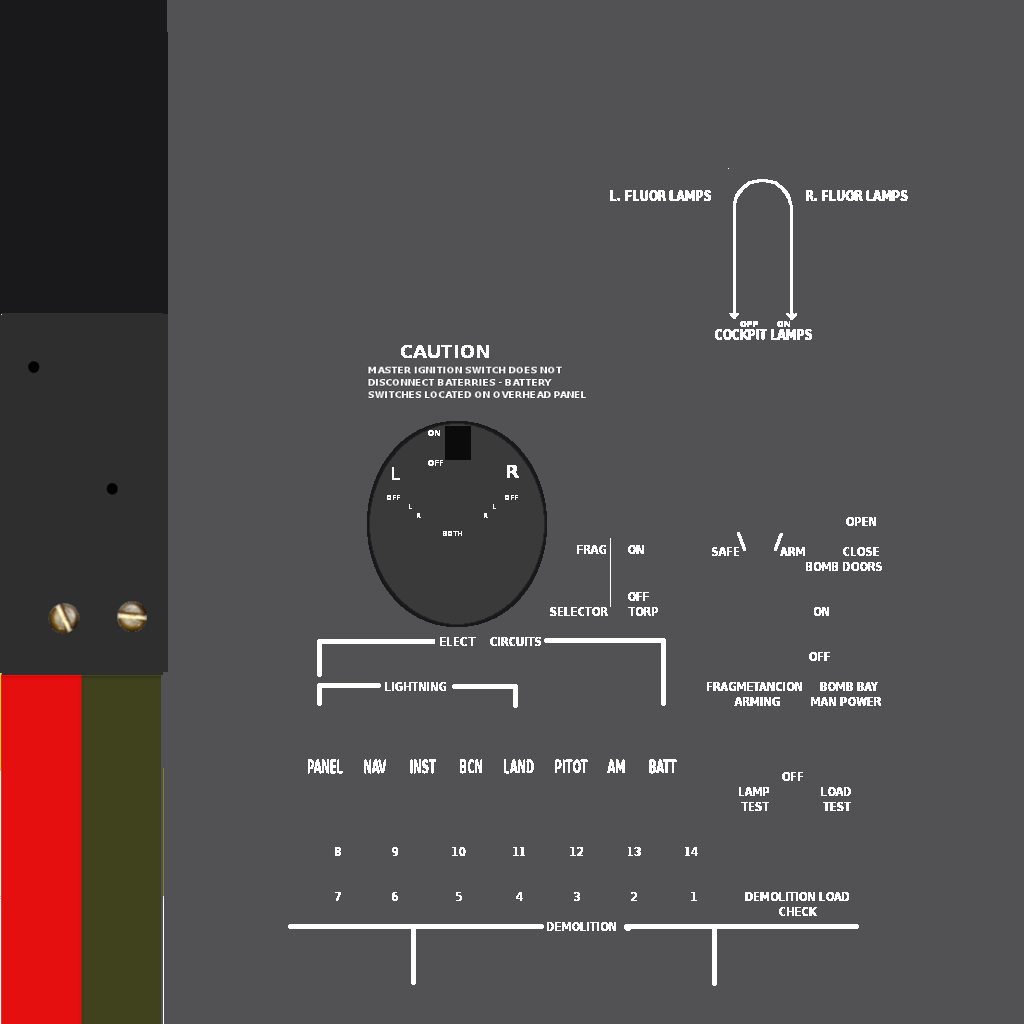 L. FLUOR LAMPS R. FLUOR LAMPS
OFF ON
COCKPIT LAMPS
CAUTION
MASTER IGNITION SWITCH DOES NOT
DISCONNECT BATERRIES - BATTERY
SWITCHES LOCATED ON OVERHEAD PANEL
ON
OFF
L R
OFF OFF
L L
R R
BOTH
OPEN
FRAG ON SAFE ARM CLOSE
BOMB DOORS
OFF
SELECTOR TORP ON
ELECT CIRCUITS
OFF
LIGHTNING FRAGMETANCION BOMB BAY
ARMING MAN POWER
PANEL NAV INST BCN LAND PITOT AM BATT
OFF
LAMP LOAD
TEST TEST
8 9 10 11 12 13 14
7 6 5 4 3 2 1 DEMOLITION LOAD
CHECK
DEMOLITION